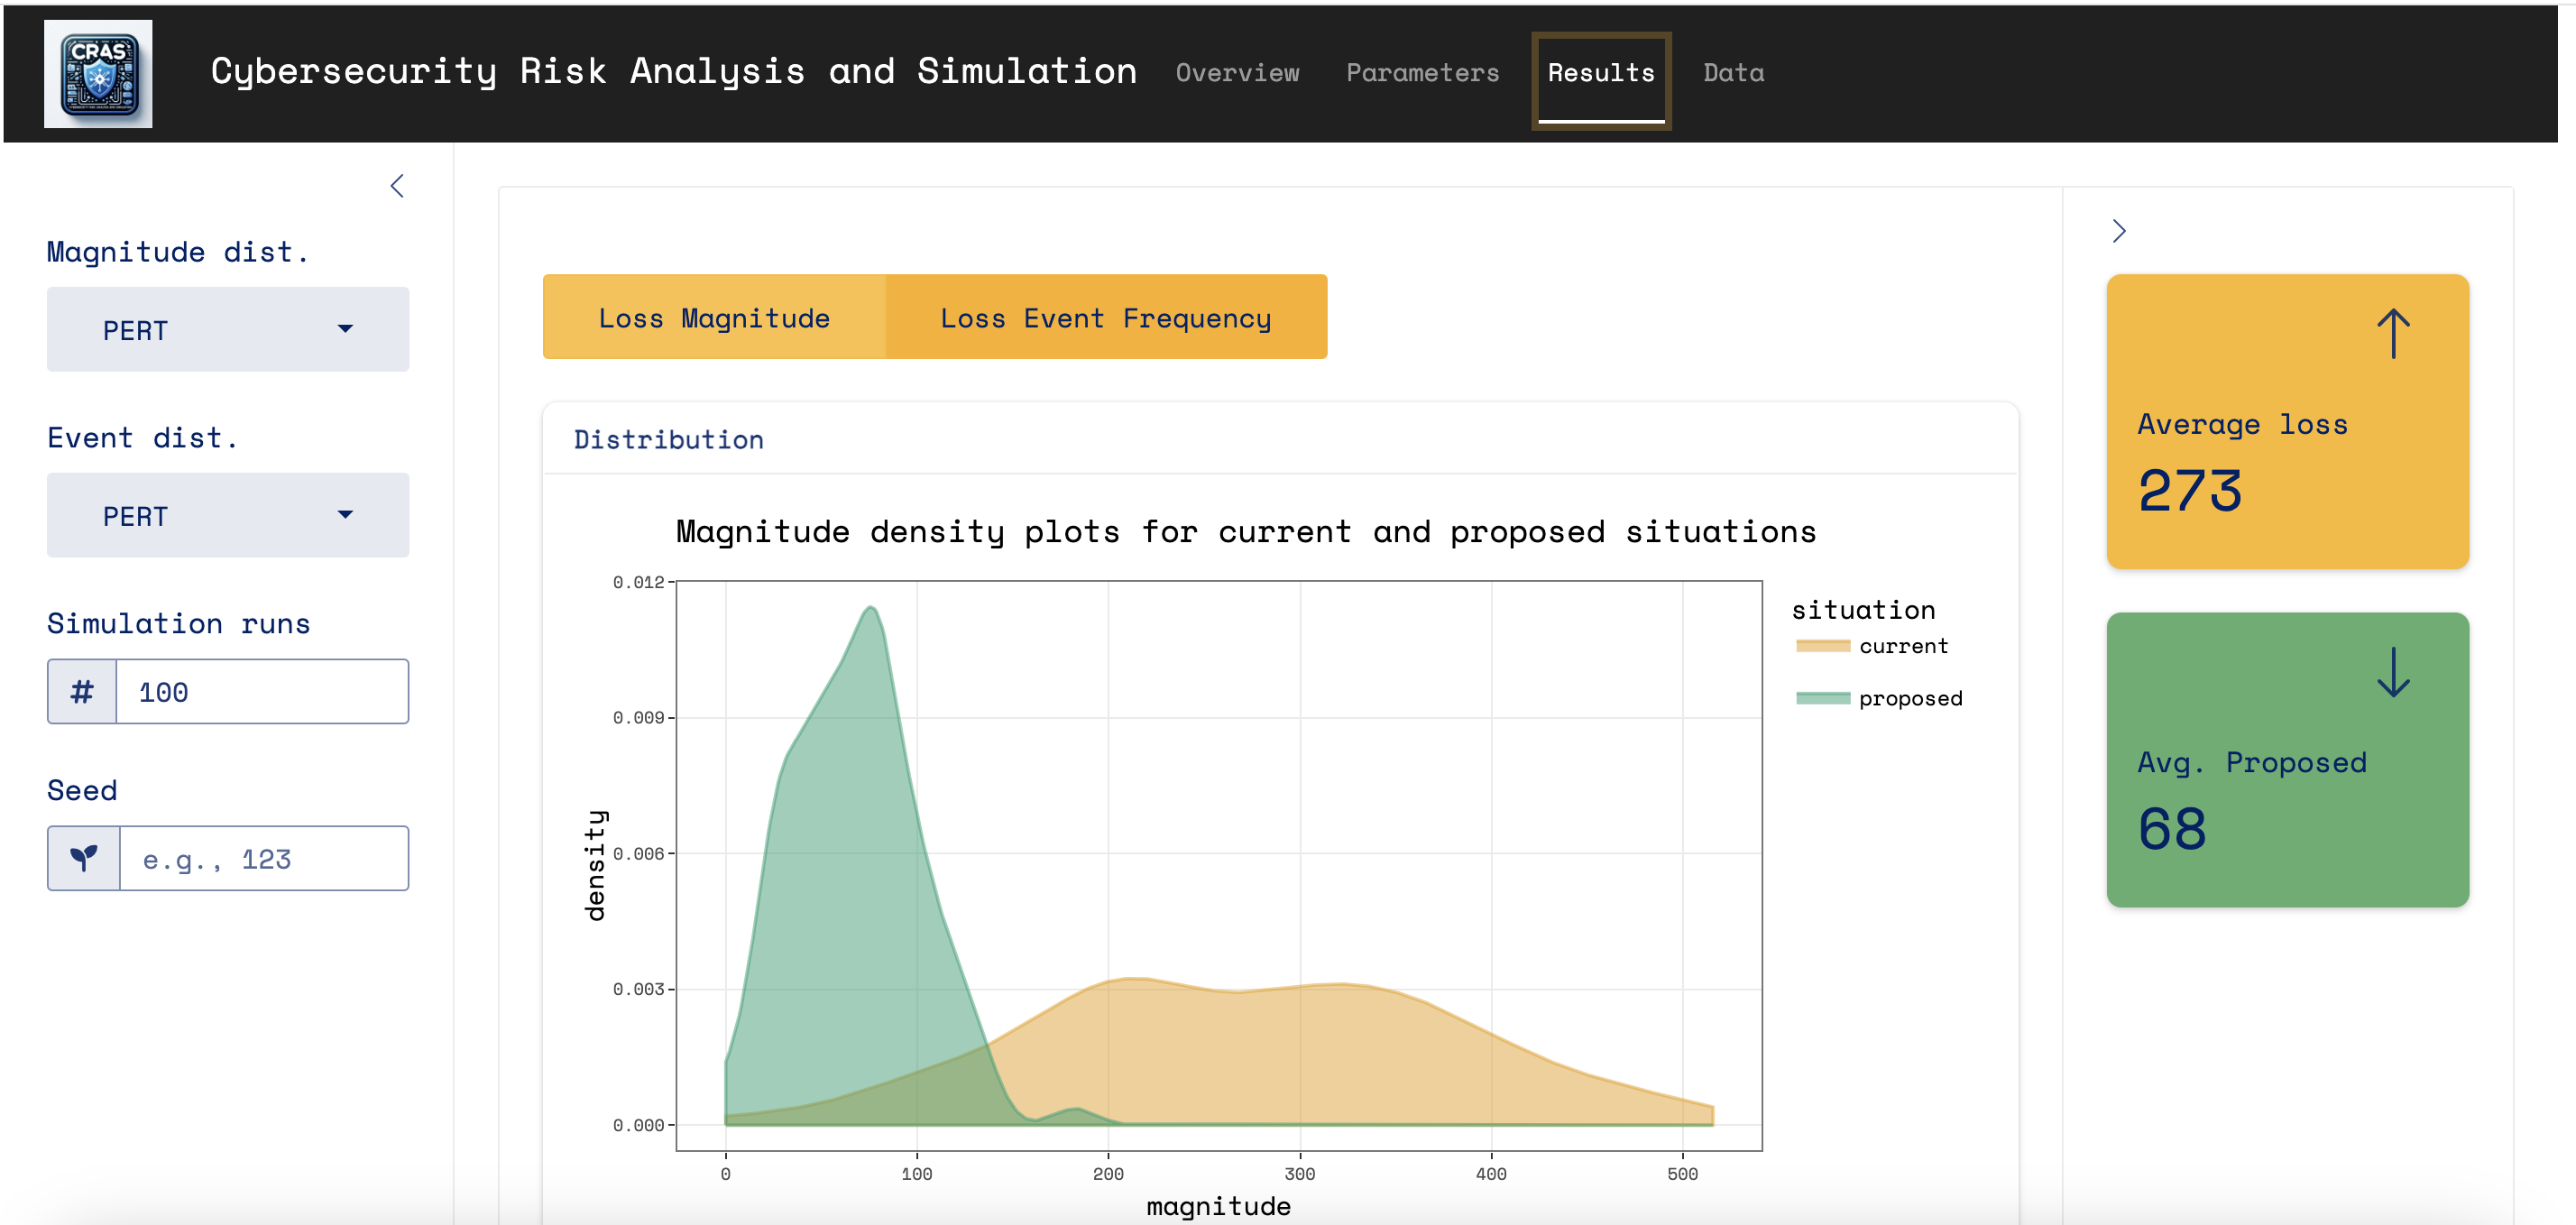 CRAS
Cybersecurity Risk Analysis and Simulation
Overview
Parameters
Results
Data
Magnitude dist.
PERT
Event dist.
PERT
Simulation runs
# 100
Seed
e.g., 123
Loss Magnitude
Loss Event Frequency
Distribution
Magnitude density plots for current and proposed situations
0.012
0.009
0.006
0.003
0.000
density
0
100
200
300
400
500
magnitude
situation
current
proposed
Average loss
273
Avg. Proposed
68